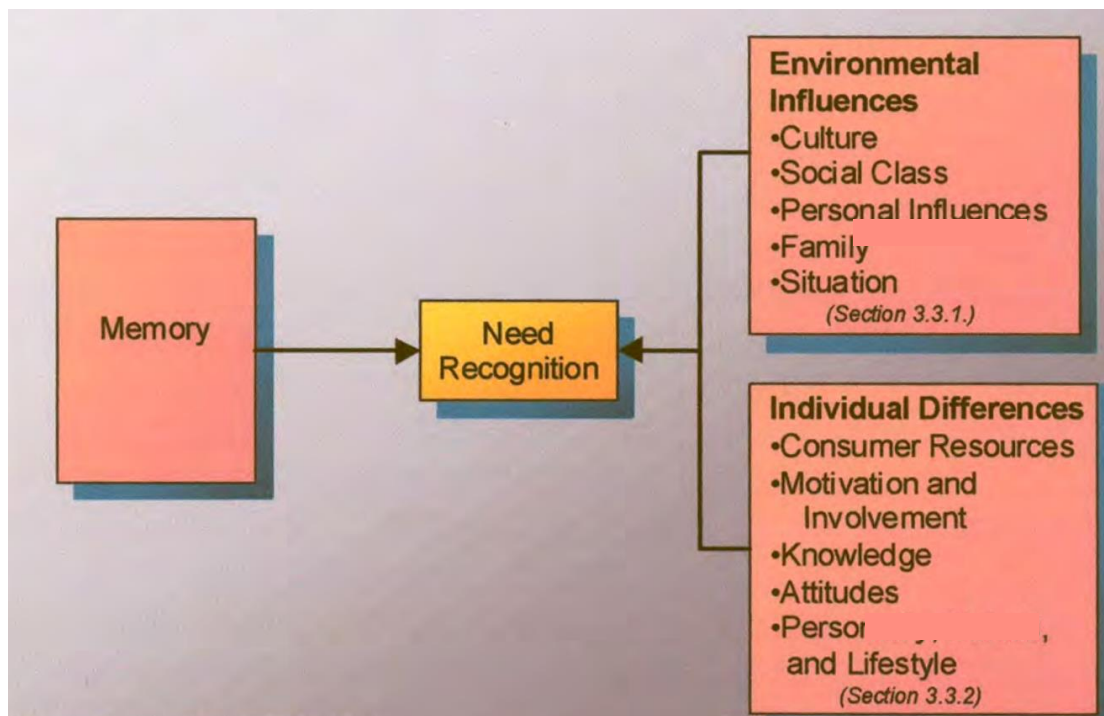 Memory
Need
Recognition
Environmental
Influences
•Culture
•Social Class
•Personal Influences
•Family
•Situation
(Section 3.3.1.)
Individual Differences
•Consumer Resources
•Motivation and
Involvement
•Knowledge
•Attitudes
and Lifestyle
(Section 3.3.2)